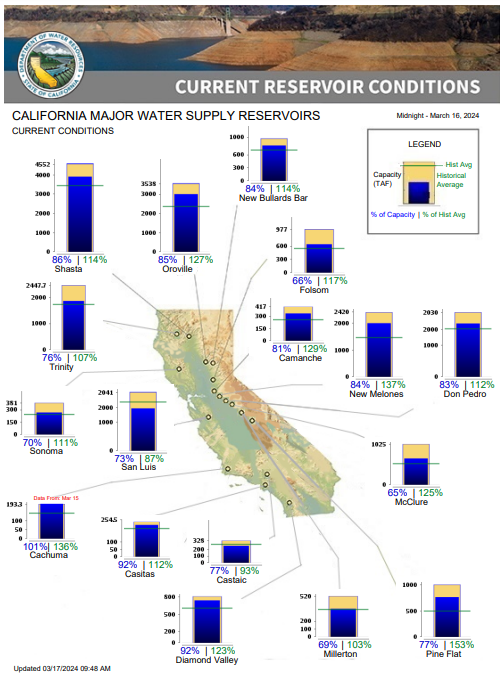 DEPARTMENT OF WATER RESOURCES
STATE OF CALIFORNIA
CURRENT RESERVOIR CONDITIONS
CALIFORNIA MAJOR WATER SUPPLY RESERVOIRS
Midnight - March 16, 2024
CURRENT CONDITIONS
LEGEND
Capacity
(TAF)
Hist Avg
Historical
Average
% of Capacity | % of Hist Avg
1000
0
84% | 114%
New Bullards Bar
4552
4000
3000
2000
1000
0
86% | 114%
Shasta
3538
3000
2000
1000
0
85% | 127%
Oroville
977
600
400
200
0
66% | 117%
Folsom
2447.7
2000
1000
0
76% | 107%
Trinity
417
300
150
0
81% | 129%
Camanche
2420
2000
1000
0
84% | 137%
New Melones
2030
2000
1000
0
83% | 112%
Don Pedro
381
100
0
70% | 111%
Sonoma
2041
1000
0
73% | 87%
San Luis
1025
500
0
65% | 125%
McClure
Data From: Mar 15
193.3
100
50
0
101% | 136%
Cachuma
254.5
100
50
0
92% | 112%
Casitas
325
200
100
0
77% | 93%
Castaic
800
600
400
200
0
92% | 123%
Diamond Valley
520
200
100
0
69% | 103%
Millerton
1000
500
0
77% | 153%
Pine Flat
Updated 03/17/2024 09:48 AM